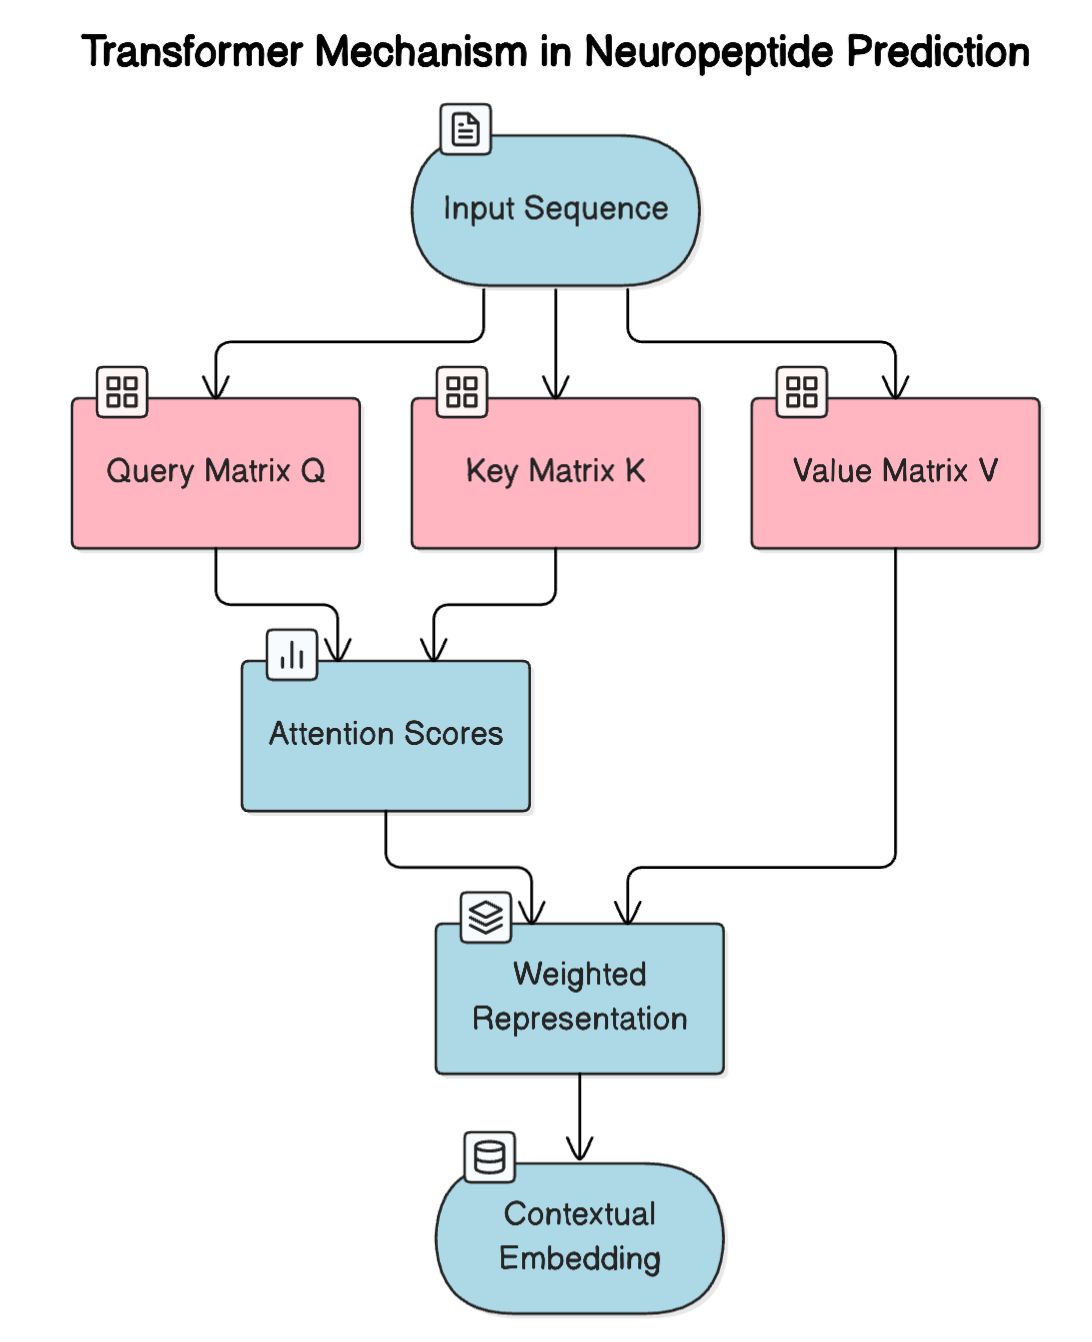 Transformer Mechanism in Neuropeptide Prediction
Input Sequence
Query Matrix Q
Key Matrix K
Value Matrix V
Attention Scores
Weighted
Representation
Contextual
Embedding